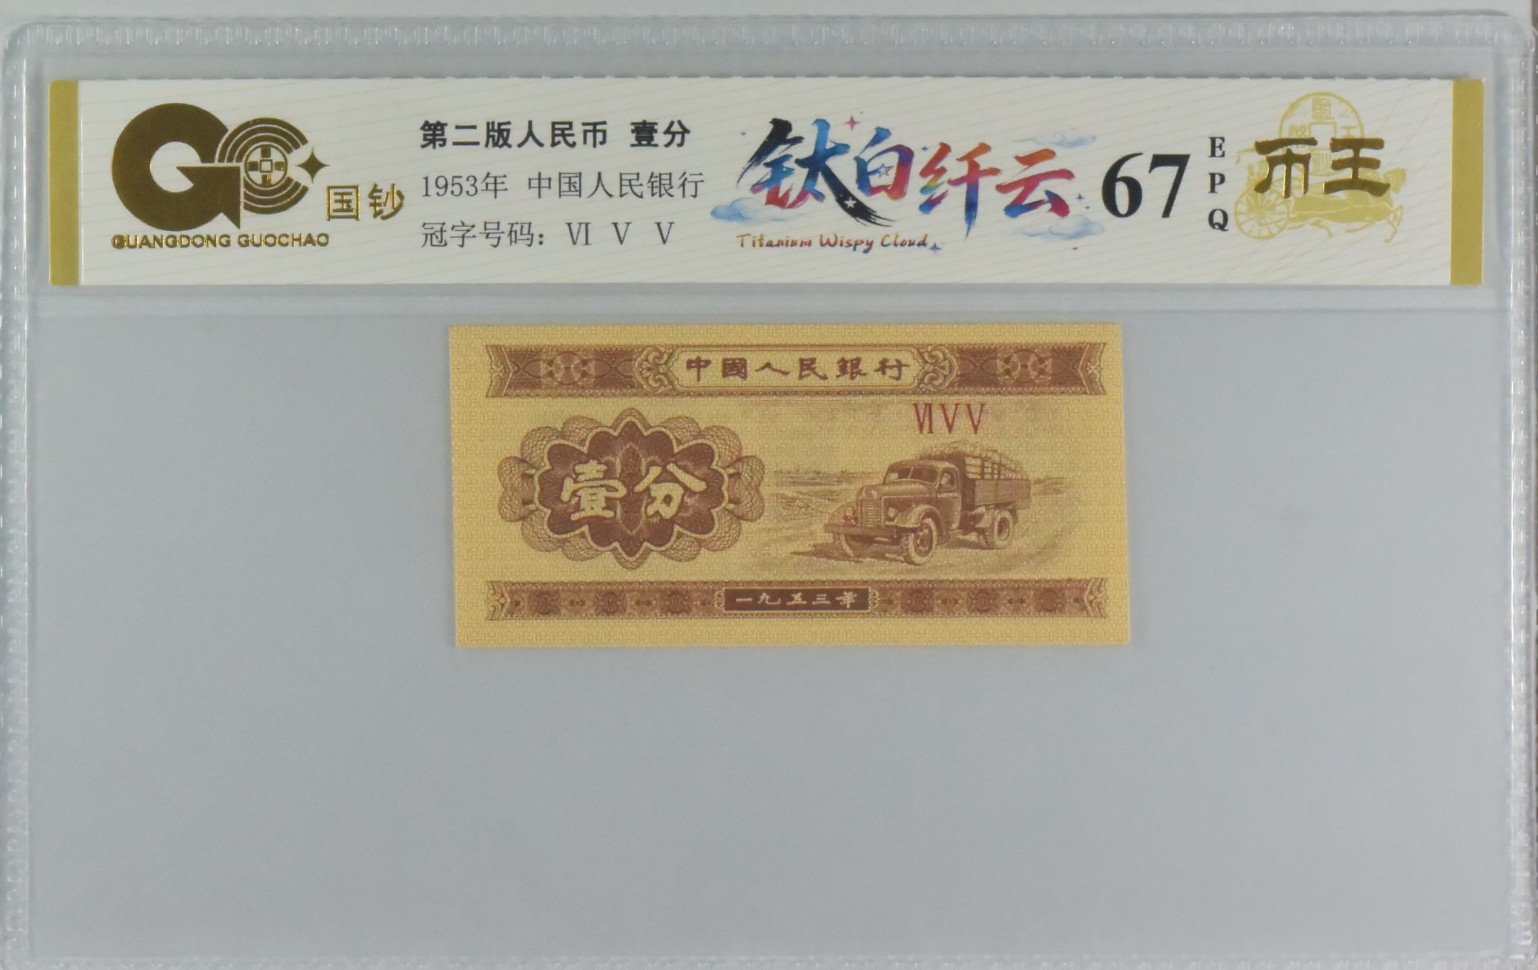 GC
国钞
GUANGDONG GUOCHAO
第二版人民币 壹分
1953年 中国人民银行
冠字号码：Ⅵ Ⅴ Ⅴ
钛白纤云
Titanium Wispy Cloud
67
EPQ
币王
中國人民銀行
ⅥⅤⅤ
壹分
一九五三年